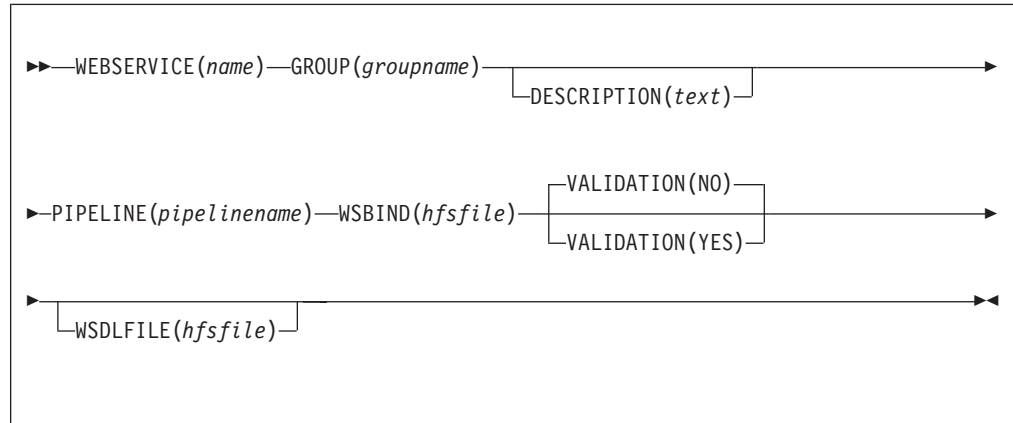 WEBSERVICE(name) GROUP(groupname)
DESCRIPTION(text)
VALIDATION(NO)
PIPELINE(pipelinename) WSBIND(hfsfile)
VALIDATION(YES)
WSDLFILE(hfsfile)